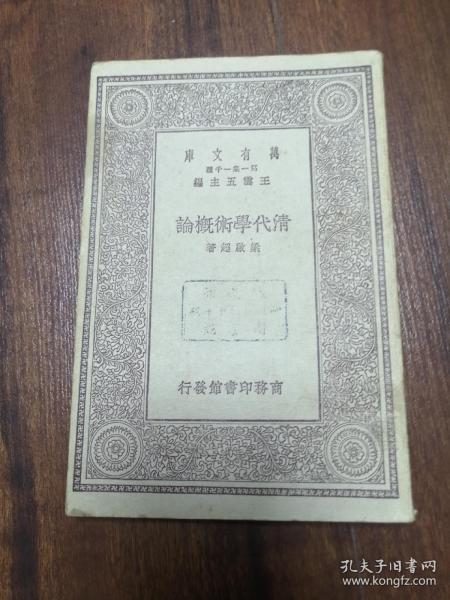 萬有文庫
第一集一千種
王雲五主編
清代學術概論
梁啟超著
商務印書館發行
孔夫子旧书网
www.kongfz.com